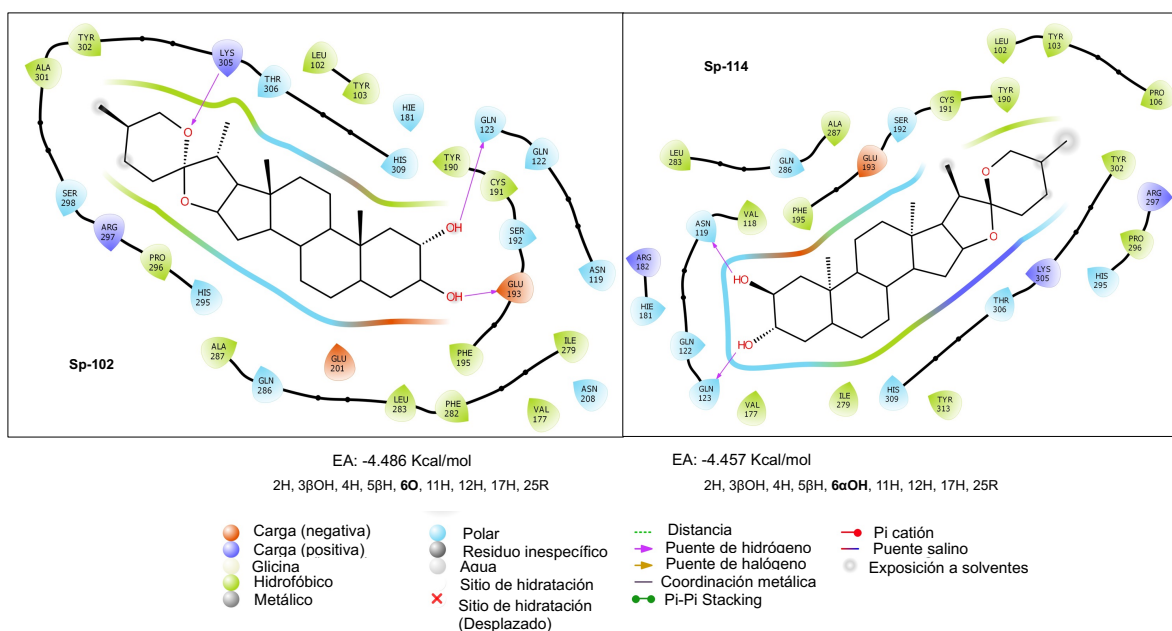 TYR
302
ALA
301
LYS
305
LEU
102
TYR
103
THR
306
HIE
181
GLN
123
GLN
122
HIS
309
TYR
190
CYS
191
SER
192
ASN
119
GLU
193
SER
298
ARG
297
PRO
296
HIS
295
O
O
OH
OH
Sp-102
ALA
287
GLN
286
GLU
201
LEU
283
PHE
282
PHE
195
ILE
279
ASN
208
VAL
177
Sp-114
LEU
102
TYR
103
PRO
106
TYR
190
CYS
191
SER
192
ALA
287
GLN
286
LEU
283
GLU
193
PHE
195
VAL
118
ASN
119
ARG
182
HIE
181
GLN
122
GLN
123
VAL
177
ILE
279
HIS
309
TYR
313
THR
306
LYS
305
TYR
302
ARG
297
PRO
296
HIS
295
O
O
HO
HO
EA: -4.486 Kcal/mol
2H, 3βOH, 4H, 5βH, 6O, 11H, 12H, 17H, 25R
EA: -4.457 Kcal/mol
2H, 3βOH, 4H, 5βH, 6αOH, 11H, 12H, 17H, 25R
Carga (negativa)
Carga (positiva)
Glicina
Hidrofóbico
Metálico
Polar
Residuo inespecífico
Agua
Sitio de hidratación
Sitio de hidratación
(Desplazado)
Distancia
Puente de hidrógeno
Puente de halógeno
Coordinación metálica
Pi-Pi Stacking
Pi catión
Puente salino
Exposición a solventes